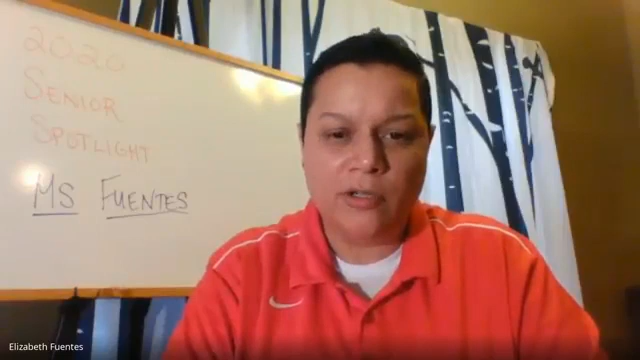 2020
SENIOR
SPOTLIGHT
MS FUENTES
Elizabeth Fuentes